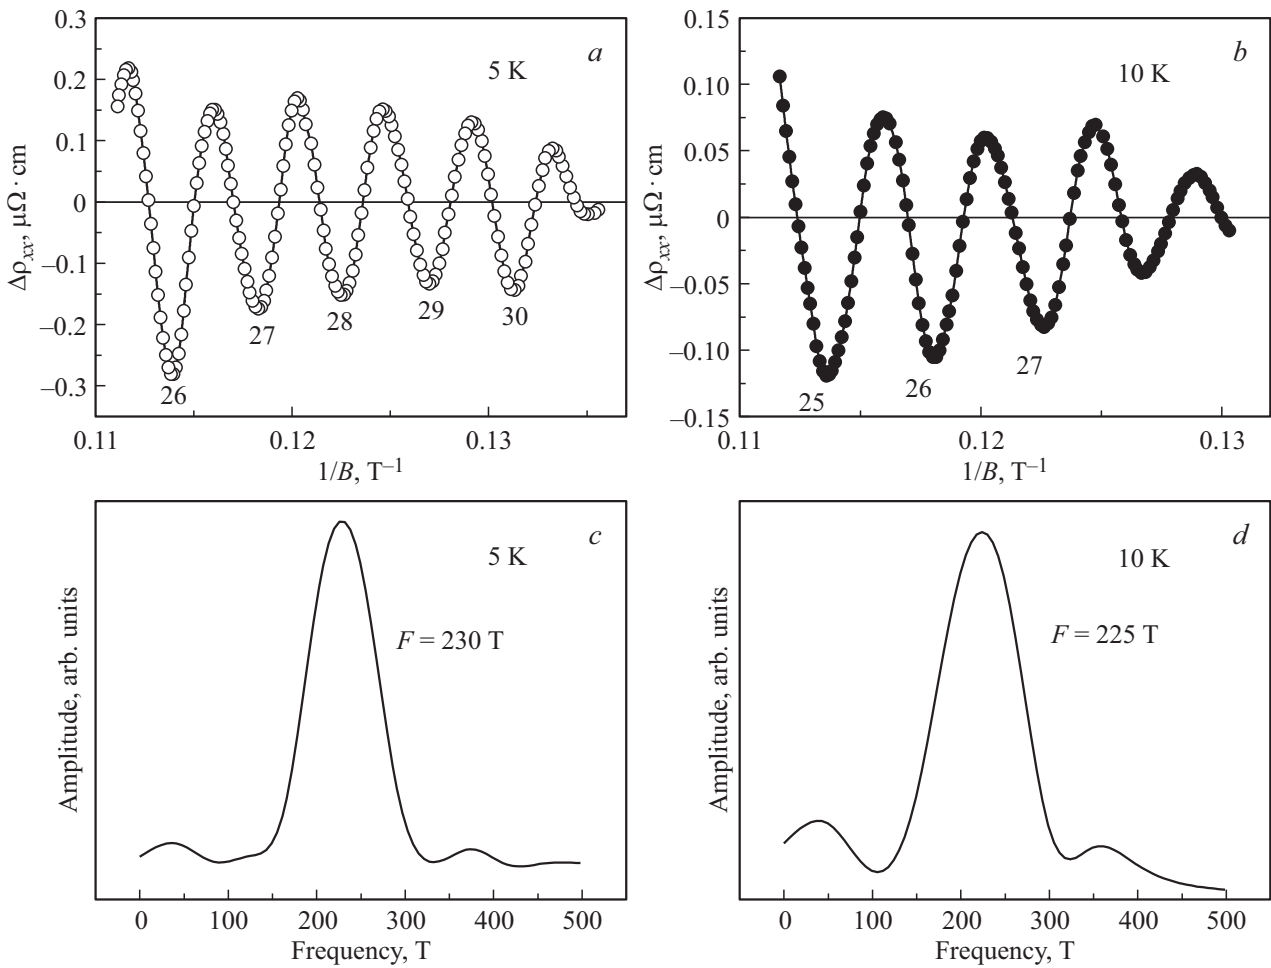 0.3
0.2
0.1
0
–0.1
–0.2
–0.3
Δρxx, μΩ · cm
a
5 K
26
27
28
29
30
0.11
0.12
0.13
1/B, T–1
0.15
0.10
0.05
0
–0.05
–0.10
–0.15
Δρxx, μΩ · cm
b
10 K
25
26
27
0.11
0.12
0.13
1/B, T–1
Amplitude, arb. units
c
5 K
F = 230 T
0
100
200
300
400
500
Frequency, T
Amplitude, arb. units
d
10 K
F = 225 T
0
100
200
300
400
500
Frequency, T